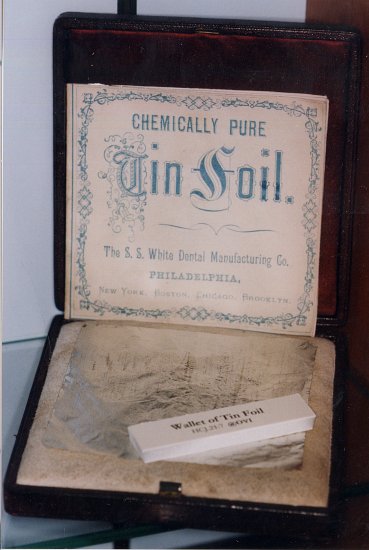 CHEMICALLY PURE
Tin Foil.
The S. S. White Dental Manufacturing Co.
PHILADELPHIA,
NEW YORK, BOSTON, CHICAGO, BROOKLYN.
Wallet of Tin Foil